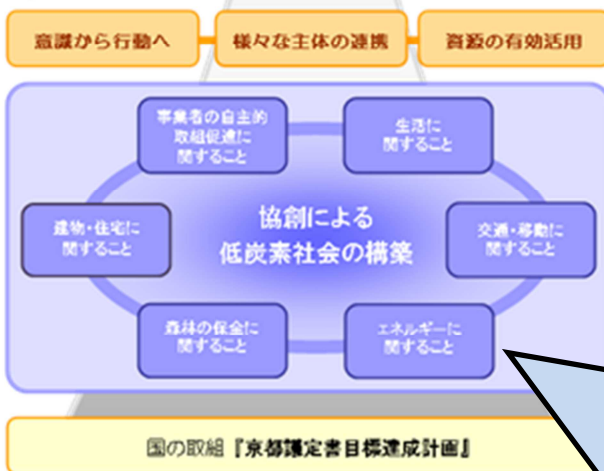 意識から行動へ
様々な主体の連携
資源の有効活用
事業者の自主的
取組促進に
関すること
生活に
関すること
建物・住宅に
関すること
協創による
低炭素社会の構築
交通・移動に
関すること
森林の保全に
関すること
エネルギーに
関すること
国の取組『京都議定書目標達成計画』